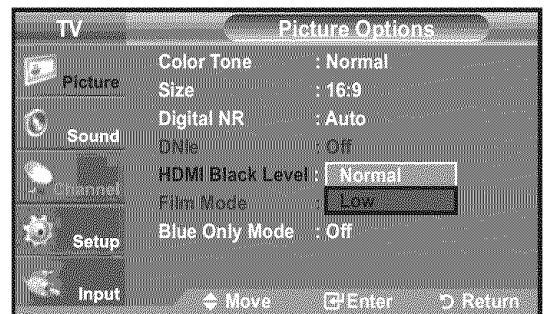 TV
Picture Options
Picture
Sound
Channel
Setup
Input
Color Tone : Normal
Size : 16:9
Digital NR : Auto
DNIe : Off
HDMI Black Level : Normal
Film Mode : Low
Blue Only Mode : Off
Move Enter Return